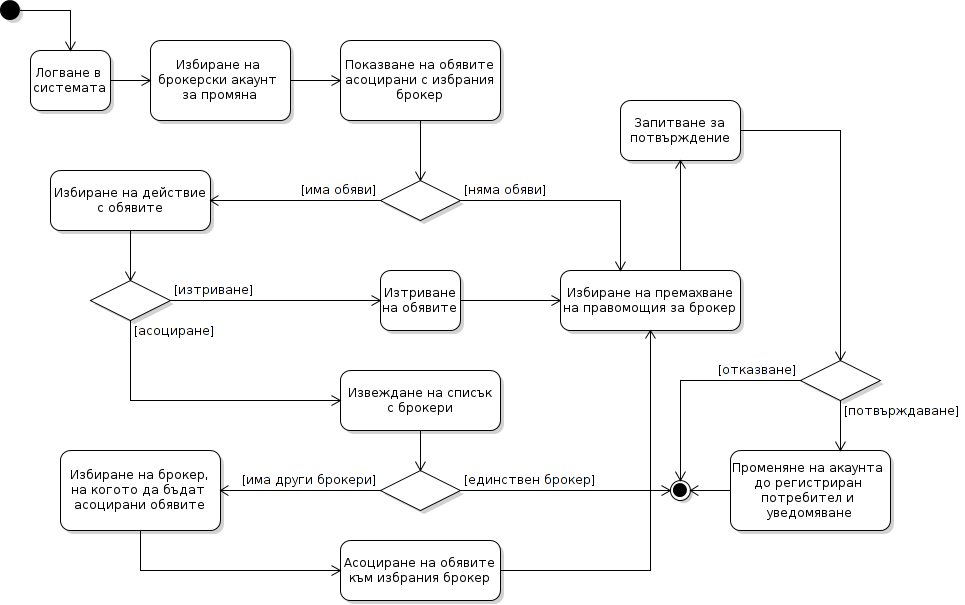 Логване в
системата
Избиране на
брокерски акаунт
за промяна
Показване на обявите
асоцирани с избрания
брокер
Запитване за
потвърждение
[има обяви]
[няма обяви]
Избиране на действие
с обявите
[изтриване]
Изтриване
на обявите
Избиране на премахване
на правомощия за брокер
[асоциране]
[отказване]
[потвърждаване]
Извеждане на списък
с брокери
[има други брокери]
[единствен брокер]
Избиране на брокер,
на когото да бъдат
асоцирани обявите
Променяне на акаунта
до регистриран
потребител и
уведомяване
Асоциране на обявите
към избрания брокер